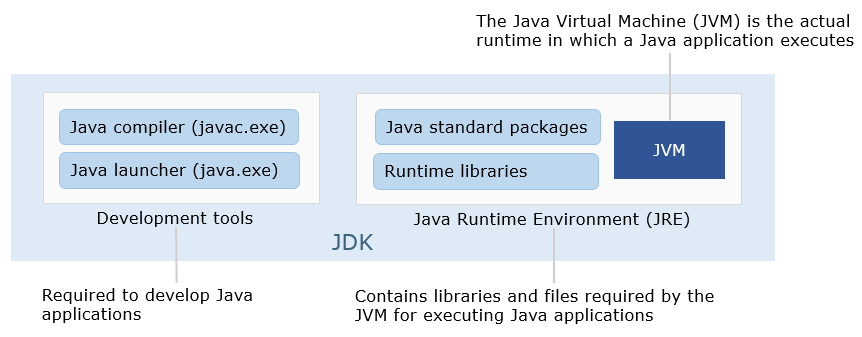 The Java Virtual Machine (JVM) is the actual
runtime in which a Java application executes
Java compiler (javac.exe)
Java launcher (java.exe)
Development tools
Java standard packages
Runtime libraries
JVM
Java Runtime Environment (JRE)
JDK
Required to develop Java
applications
Contains libraries and files required by the
JVM for executing Java applications